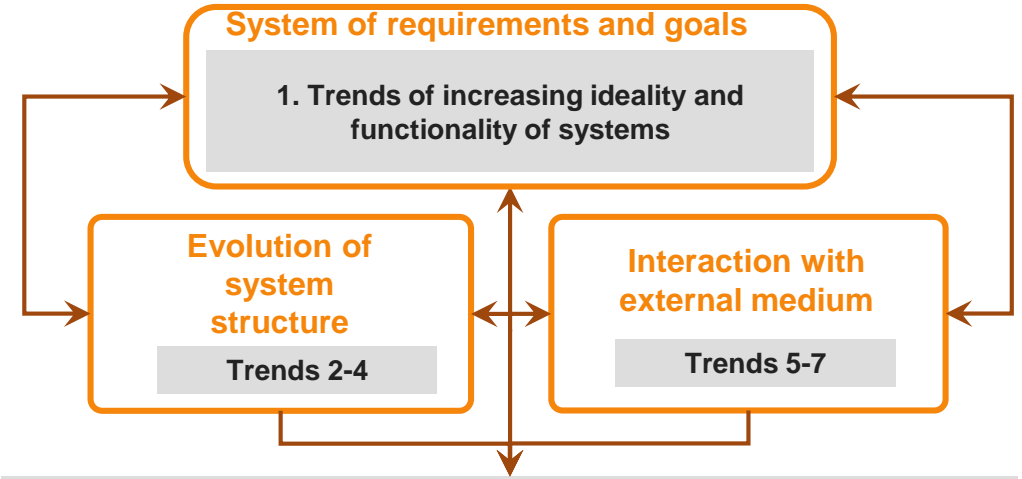 System of requirements and goals
1. Trends of increasing ideality and
functionality of systems
Evolution of
system
structure
Trends 2-4
Interaction with
external medium
Trends 5-7